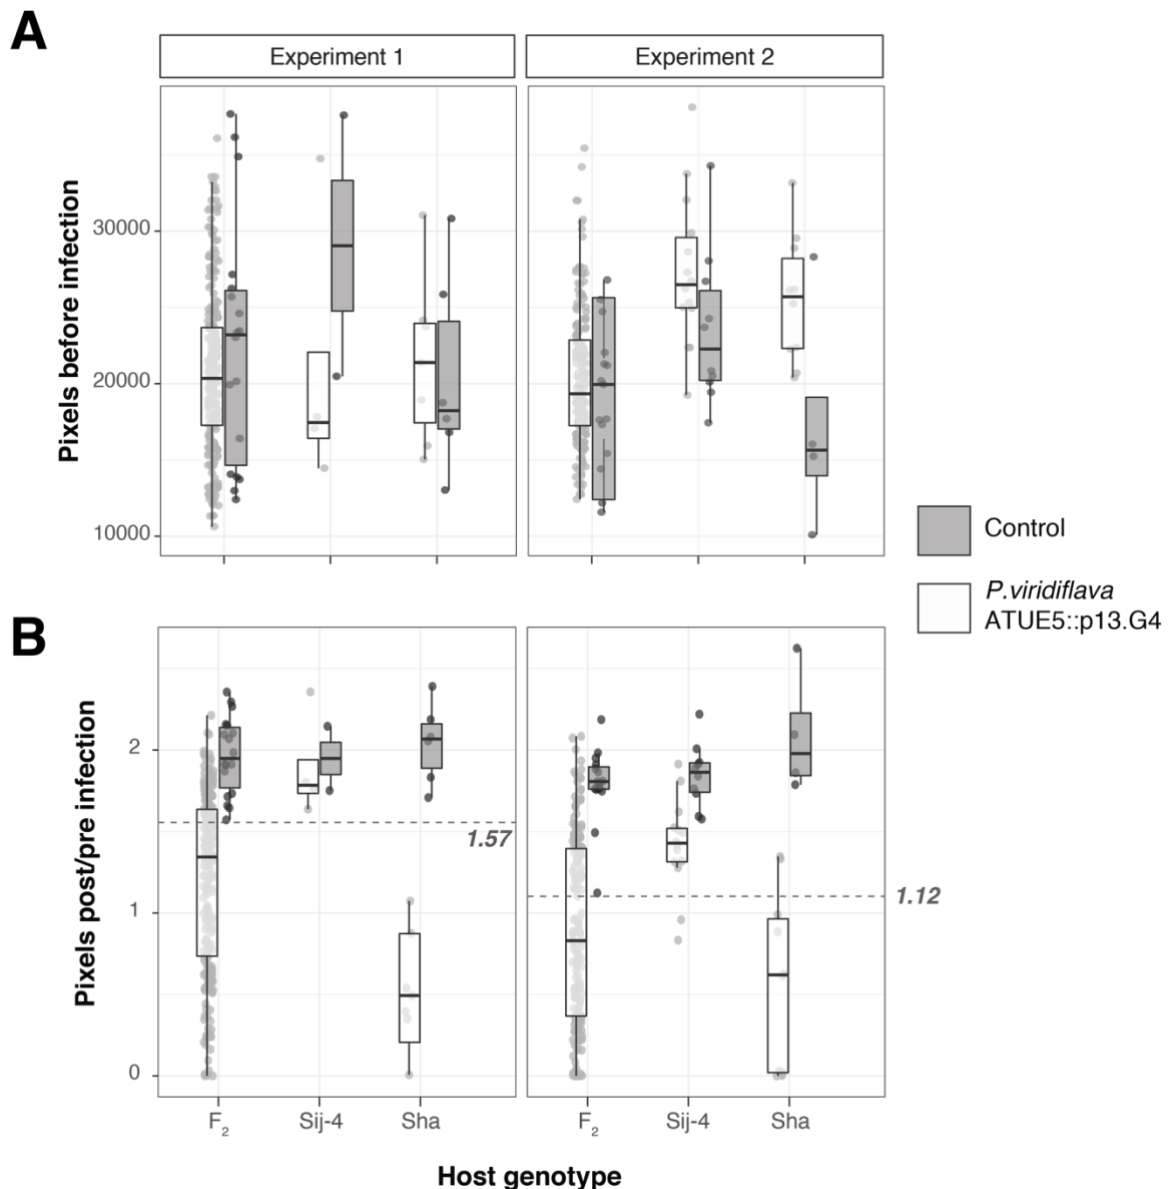 A
Experiment 1
Experiment 2
Pixels before infection
30000
20000
10000
Control
P.viridiflava
ATUE5::p13.G4
B
Pixels post/pre infection
2
1
0
1.57
1.12
F2
Sij-4
Sha
F2
Sij-4
Sha
Host genotype